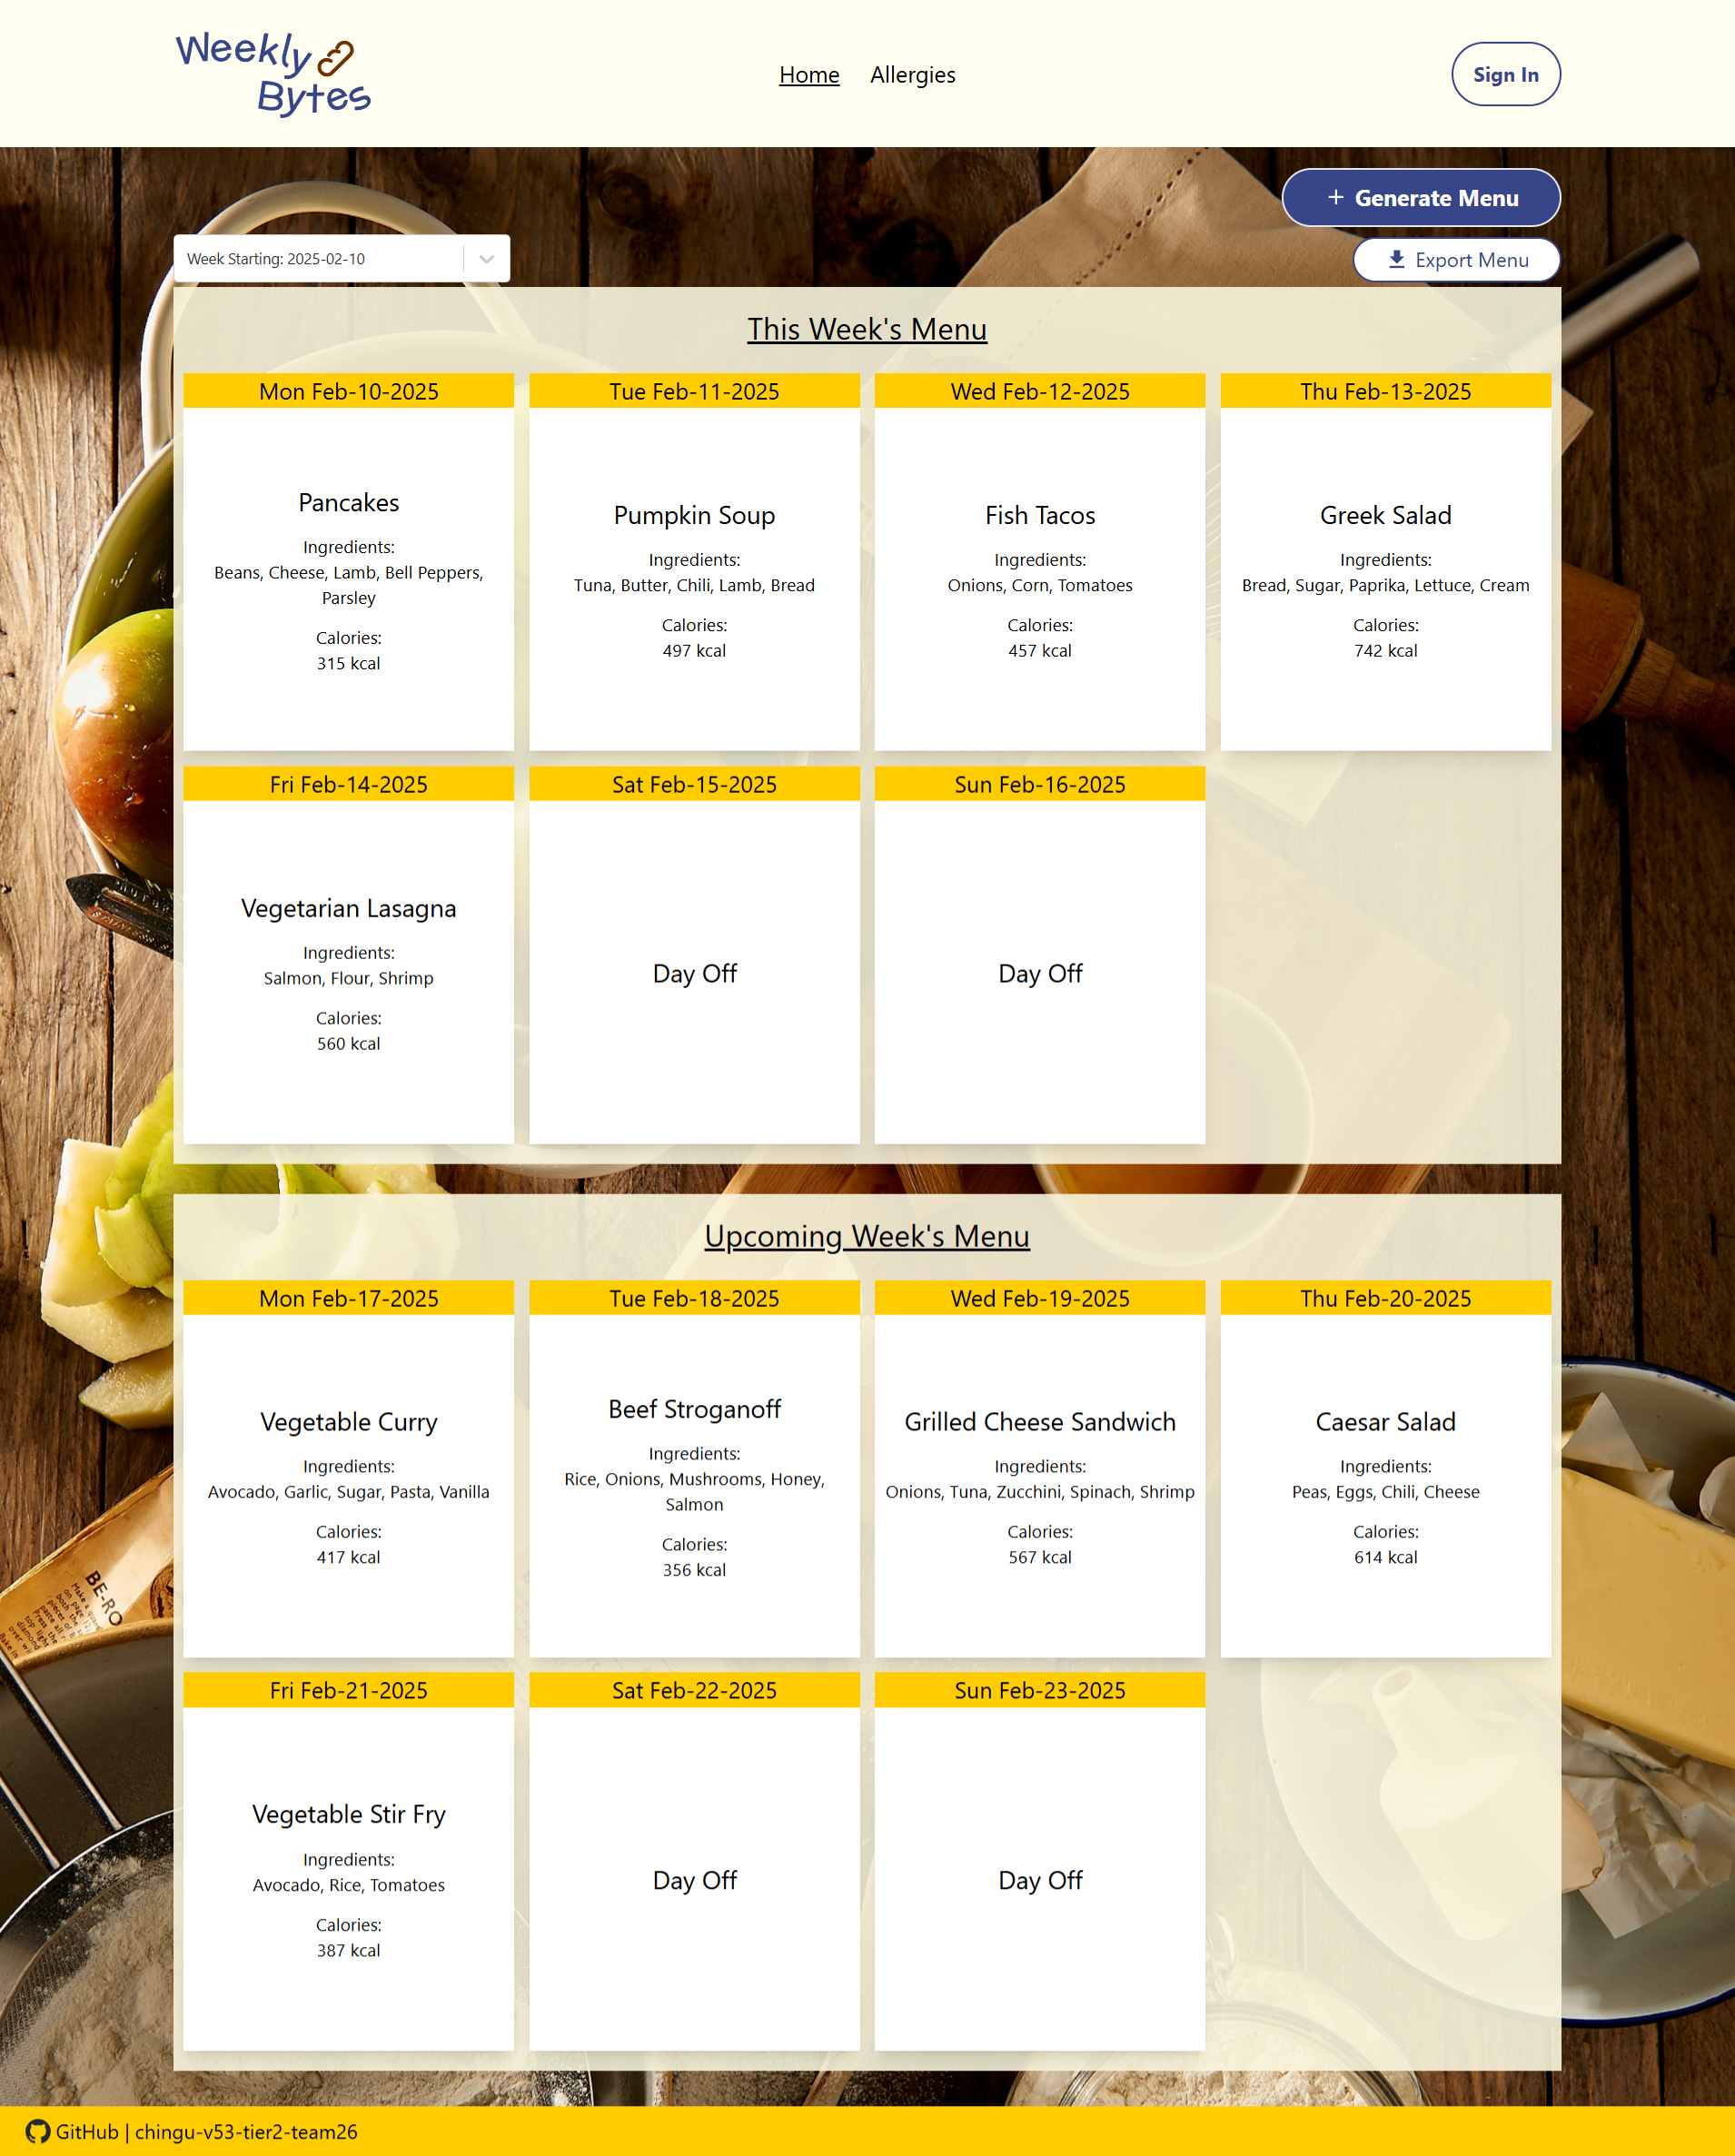 Weekly
Bytes
Home
Allergies
Sign In
Generate Menu
Week Starting: 2025-02-10
Export Menu
This Week's Menu
Mon Feb-10-2025
Pancakes
Ingredients:
Beans, Cheese, Lamb, Bell Peppers,
Parsley
Calories:
315 kcal
Tue Feb-11-2025
Pumpkin Soup
Ingredients:
Tuna, Butter, Chili, Lamb, Bread
Calories:
497 kcal
Wed Feb-12-2025
Fish Tacos
Ingredients:
Onions, Corn, Tomatoes
Calories:
457 kcal
Thu Feb-13-2025
Greek Salad
Ingredients:
Bread, Sugar, Paprika, Lettuce, Cream
Calories:
742 kcal
Fri Feb-14-2025
Vegetarian Lasagna
Ingredients:
Salmon, Flour, Shrimp
Calories:
560 kcal
Sat Feb-15-2025
Day Off
Sun Feb-16-2025
Day Off
Upcoming Week's Menu
Mon Feb-17-2025
Vegetable Curry
Ingredients:
Avocado, Garlic, Sugar, Pasta, Vanilla
Calories:
417 kcal
Tue Feb-18-2025
Beef Stroganoff
Ingredients:
Rice, Onions, Mushrooms, Honey,
Salmon
Calories:
356 kcal
Wed Feb-19-2025
Grilled Cheese Sandwich
Ingredients:
Onions, Tuna, Zucchini, Spinach, Shrimp
Calories:
567 kcal
Thu Feb-20-2025
Caesar Salad
Ingredients:
Peas, Eggs, Chili, Cheese
Calories:
614 kcal
Fri Feb-21-2025
Vegetable Stir Fry
Ingredients:
Avocado, Rice, Tomatoes
Calories:
387 kcal
Sat Feb-22-2025
Day Off
Sun Feb-23-2025
Day Off
BE-RO
GitHub | chingu-v53-tier2-team26